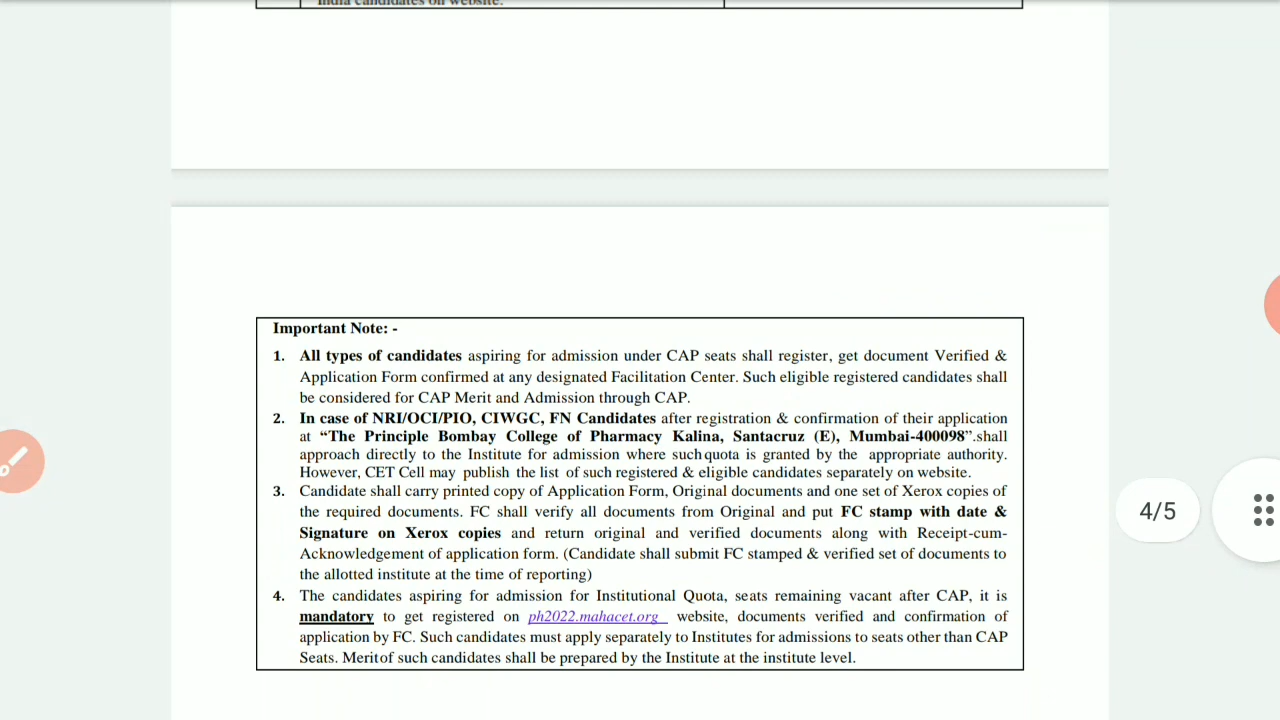 India candidates on website.
Important Note: -
1. All types of candidates aspiring for admission under CAP seats shall register, get document Verified &
Application Form confirmed at any designated Facilitation Center. Such eligible registered candidates shall
be considered for CAP Merit and Admission through CAP.
2. In case of NRI/OCI/PIO, CIWGC, FN Candidates after registration & confirmation of their application
at “The Principle Bombay College of Pharmacy Kalina, Santacruz (E), Mumbai-400098”.shall
approach directly to the Institute for admission where such quota is granted by the appropriate authority.
However, CET Cell may publish the list of such registered & eligible candidates separately on website.
3. Candidate shall carry printed copy of Application Form, Original documents and one set of Xerox copies of
the required documents. FC shall verify all documents from Original and put FC stamp with date &
Signature on Xerox copies and return original and verified documents along with Receipt-cum-
Acknowledgement of application form. (Candidate shall submit FC stamped & verified set of documents to
the allotted institute at the time of reporting)
4. The candidates aspiring for admission for Institutional Quota, seats remaining vacant after CAP, it is
mandatory to get registered on ph2022.mahacet.org website, documents verified and confirmation of
application by FC. Such candidates must apply separately to Institutes for admissions to seats other than CAP
Seats. Merit of such candidates shall be prepared by the Institute at the institute level.
4/5